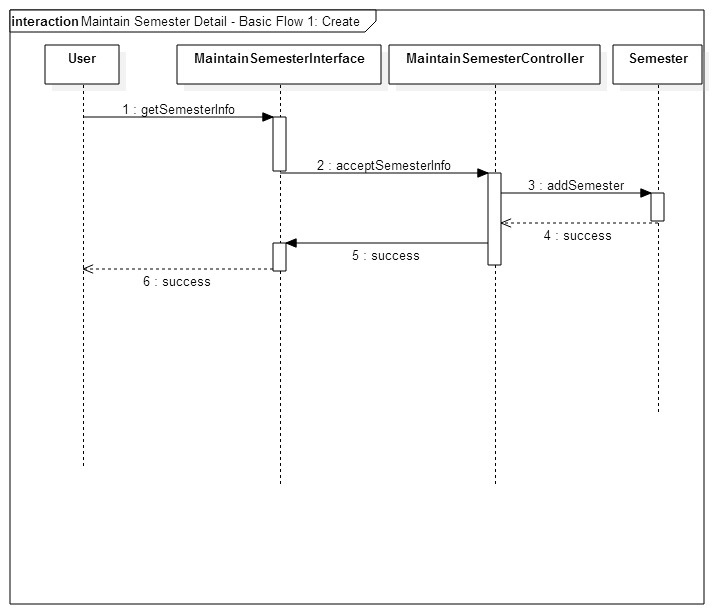 interaction Maintain Semester Detail - Basic Flow 1: Create
User
MaintainSemesterInterface
MaintainSemesterController
Semester
1 : getSemesterInfo
2 : acceptSemesterInfo
3 : addSemester
4 : success
5 : success
6 : success